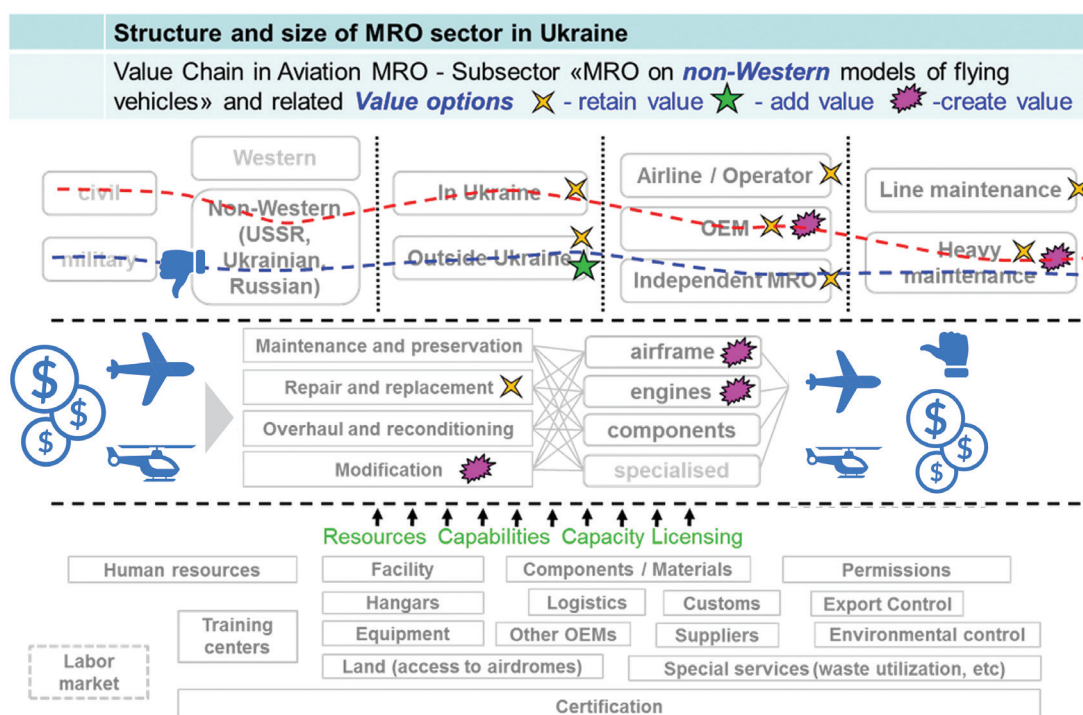 Structure and size of MRO sector in Ukraine
Value Chain in Aviation MRO - Subsector «MRO on non-Western models of flying
vehicles» and related Value options - retain value - add value -create value
Western
civil
military
Non-Western
(USSR,
Ukrainian,
Russian)
In Ukraine
Outside Ukraine
Airline / Operator
OEM
Independent MRO
Line maintenance
Heavy
maintenance
Maintenance and preservation
Repair and replacement
Overhaul and reconditioning
Modification
airframe
engines
components
specialised
$
$
$
$
$
$
Resources Capabilities Capacity Licensing
Human resources
Facility
Components / Materials
Permissions
Hangars
Logistics
Customs
Export Control
Training
centers
Equipment
Other OEMs
Suppliers
Environmental control
Labor
market
Land (access to airdromes)
Special services (waste utilization, etc)
Certification